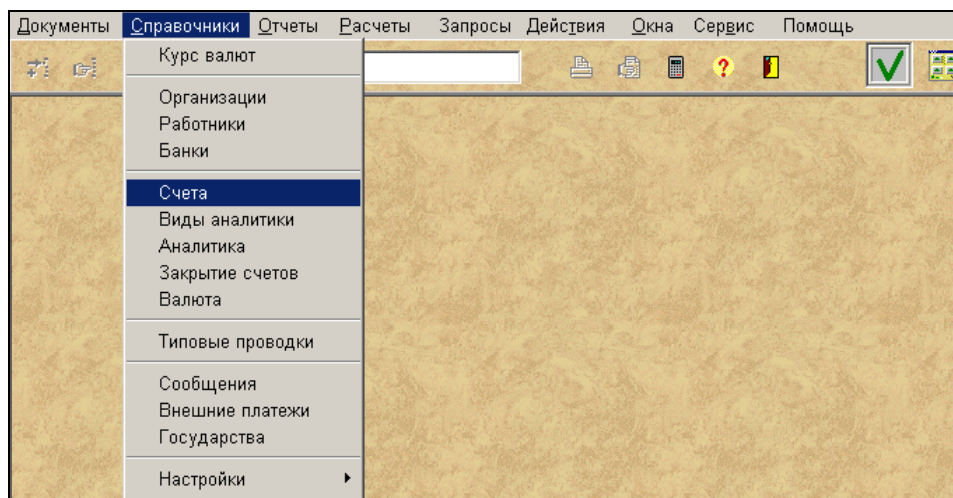 Документы Справочники Отчеты Расчеты Запросы Действия Окна Сервис Помощь
Курс валют
Организации
Работники
Банки
Счета
Виды аналитики
Аналитика
Закрытие счетов
Валюта
Типовые проводки
Сообщения
Внешние платежи
Государства
Настройки